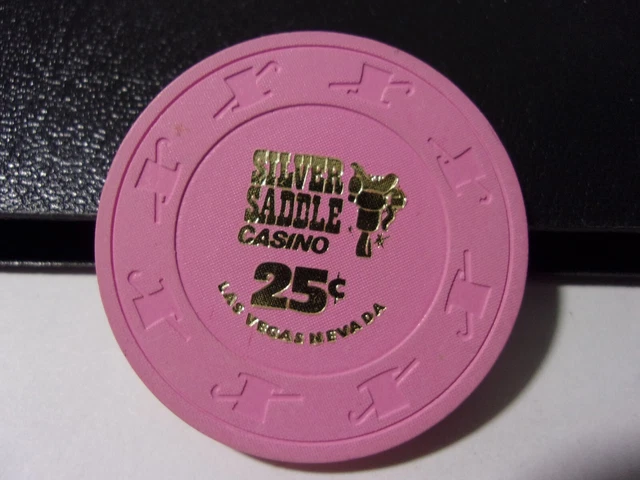 SILVER
SADDLE
CASINO
25¢
LAS VEGAS NEVADA